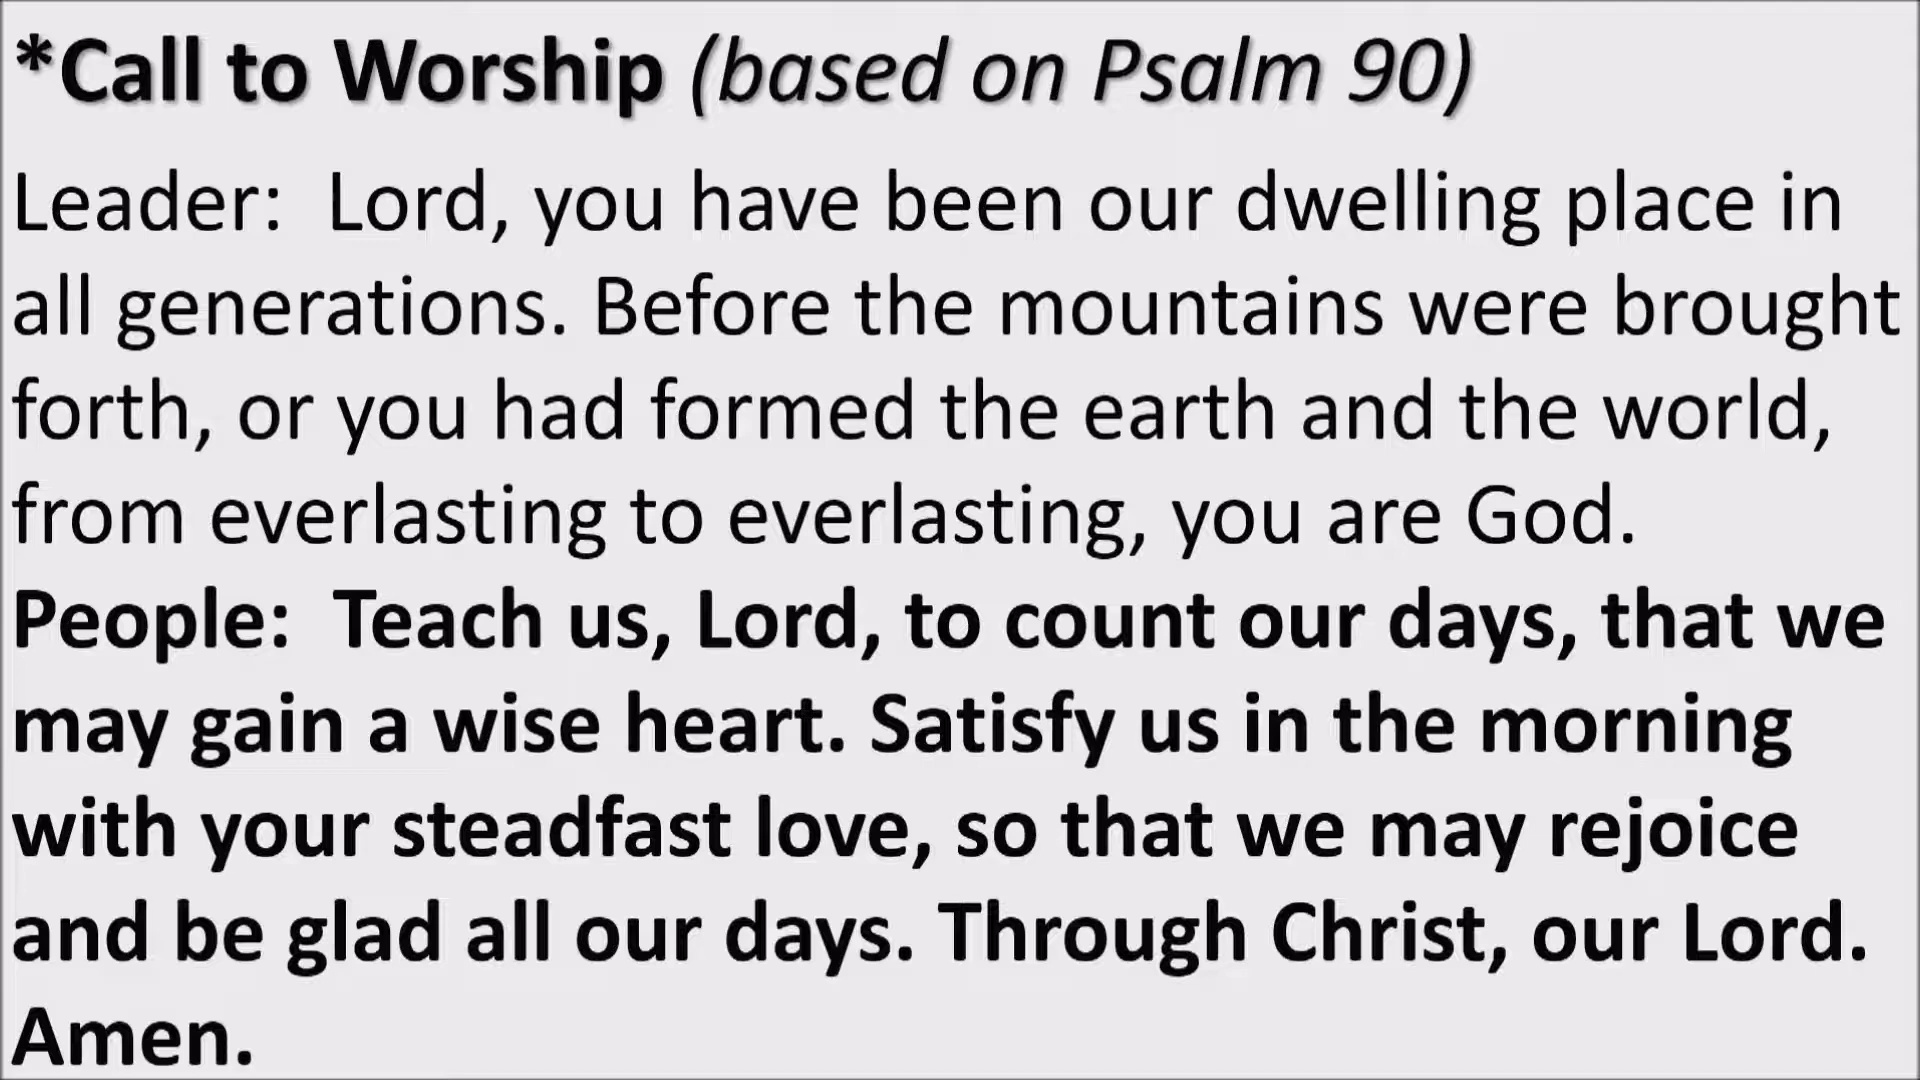 *Call to Worship (based on Psalm 90)
Leader:  Lord, you have been our dwelling place in
all generations. Before the mountains were brought
forth, or you had formed the earth and the world,
from everlasting to everlasting, you are God.
People:  Teach us, Lord, to count our days, that we
may gain a wise heart. Satisfy us in the morning
with your steadfast love, so that we may rejoice
and be glad all our days. Through Christ, our Lord.
Amen.